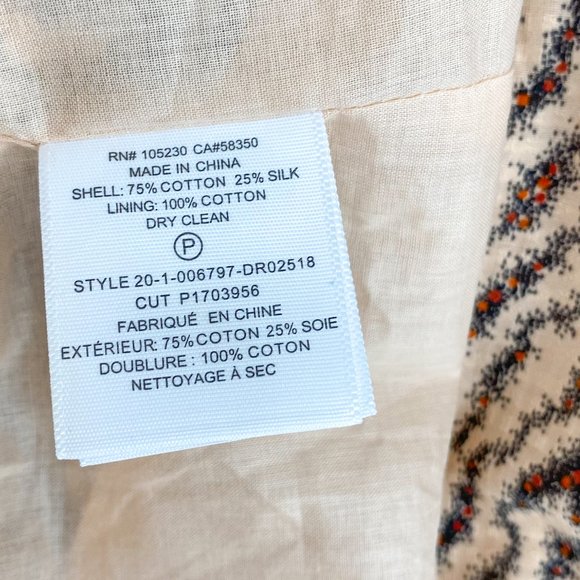 RN# 105230 CA#58350
MADE IN CHINA
SHELL: 75% COTTON 25% SILK
LINING: 100% COTTON
DRY CLEAN
P
STYLE 20-1-006797-DR02518
CUT P1703956
FABRIQUÉ EN CHINE
EXTÉRIEUR: 75% COTON 25% SOIE
DOUBLURE : 100% COTON
NETTOYAGE À SEC